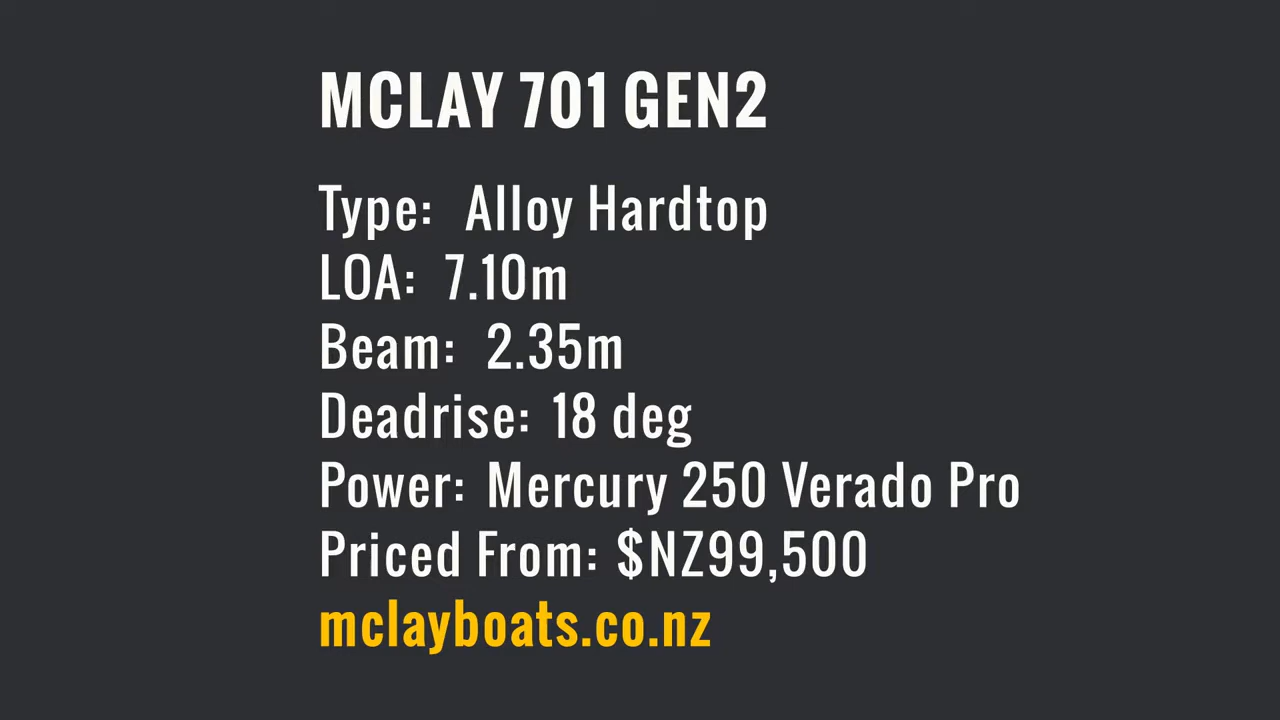 MCLAY 701 GEN2
Type: Alloy Hardtop
LOA: 7.10m
Beam: 2.35m
Deadrise: 18 deg
Power: Mercury 250 Verado Pro
Priced From: $NZ99,500
mclayboats.co.nz